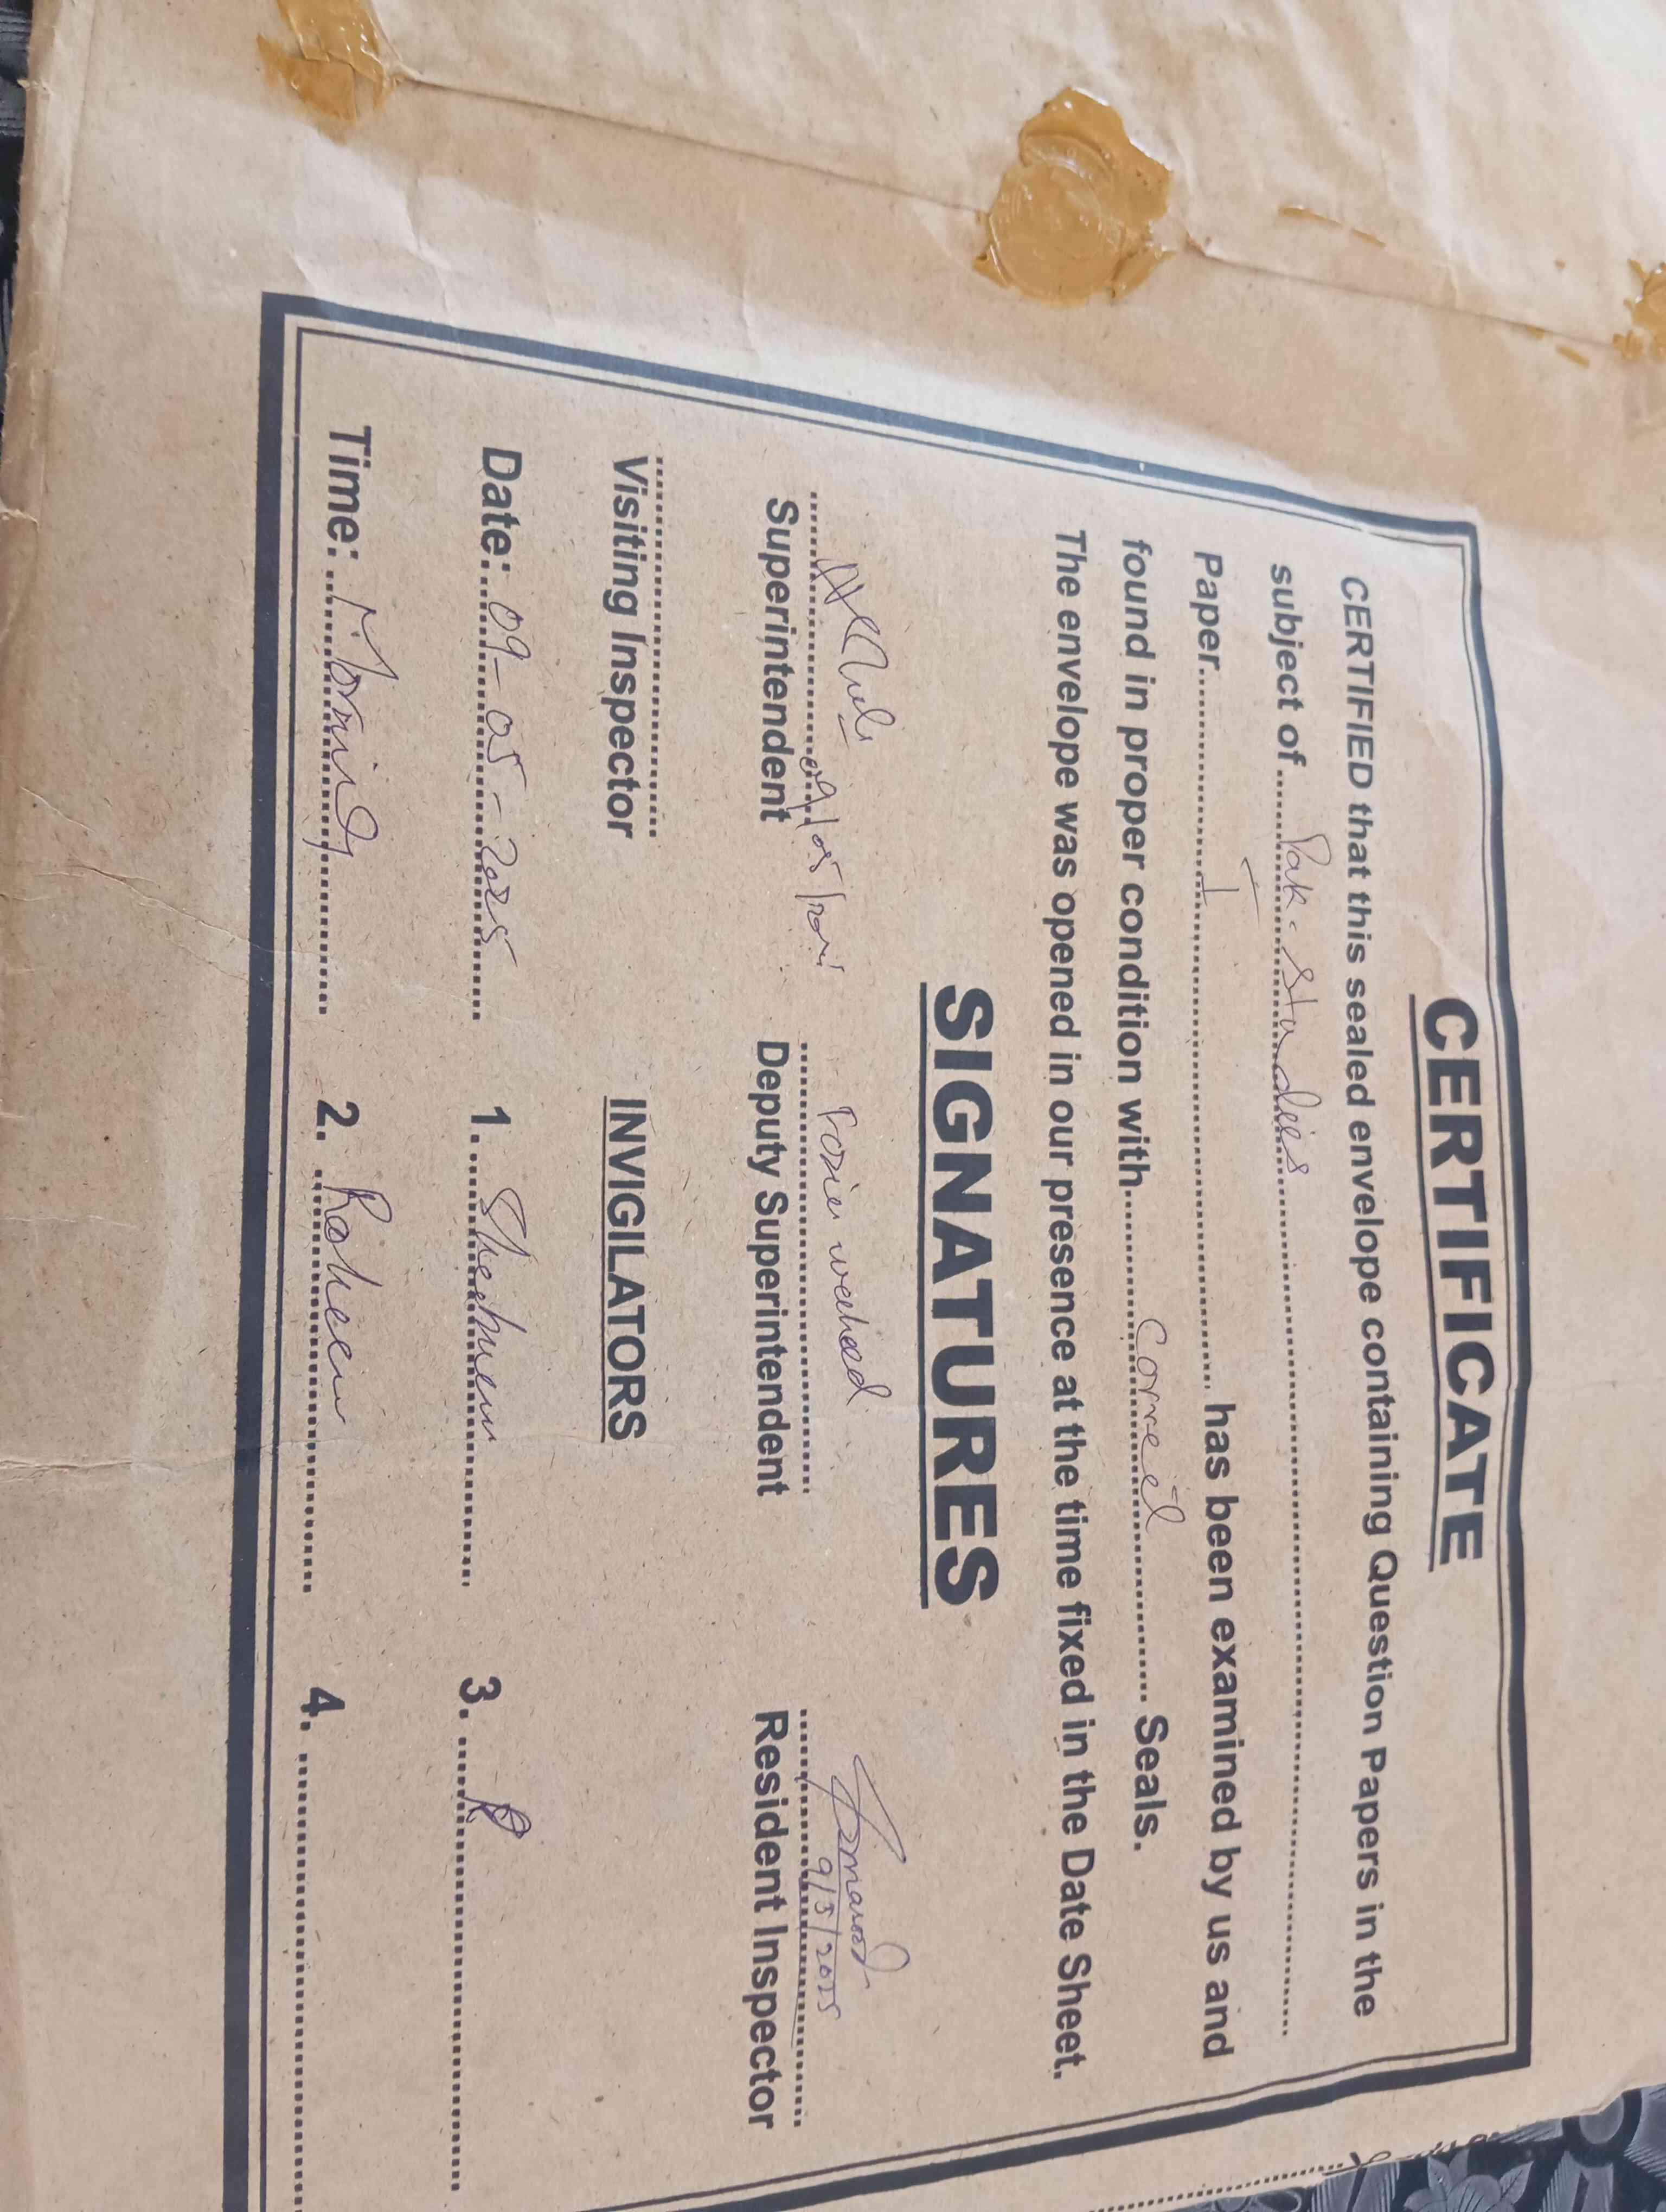 CERTIFICATE
CERTIFIED that this sealed envelope containing Question Papers in the
subject of Pak. Studies
Paper I has been examined by us and
found in proper condition with Correct Seals.
The envelope was opened in our presence at the time fixed in the Date Sheet.
SIGNATURES
09/05/2025 waheed 9/5/2025
Superintendent Deputy Superintendent Resident Inspector
Visiting Inspector INVIGILATORS
Date: 09-05-2025 1. 3.
Time: Morning 2. 4.